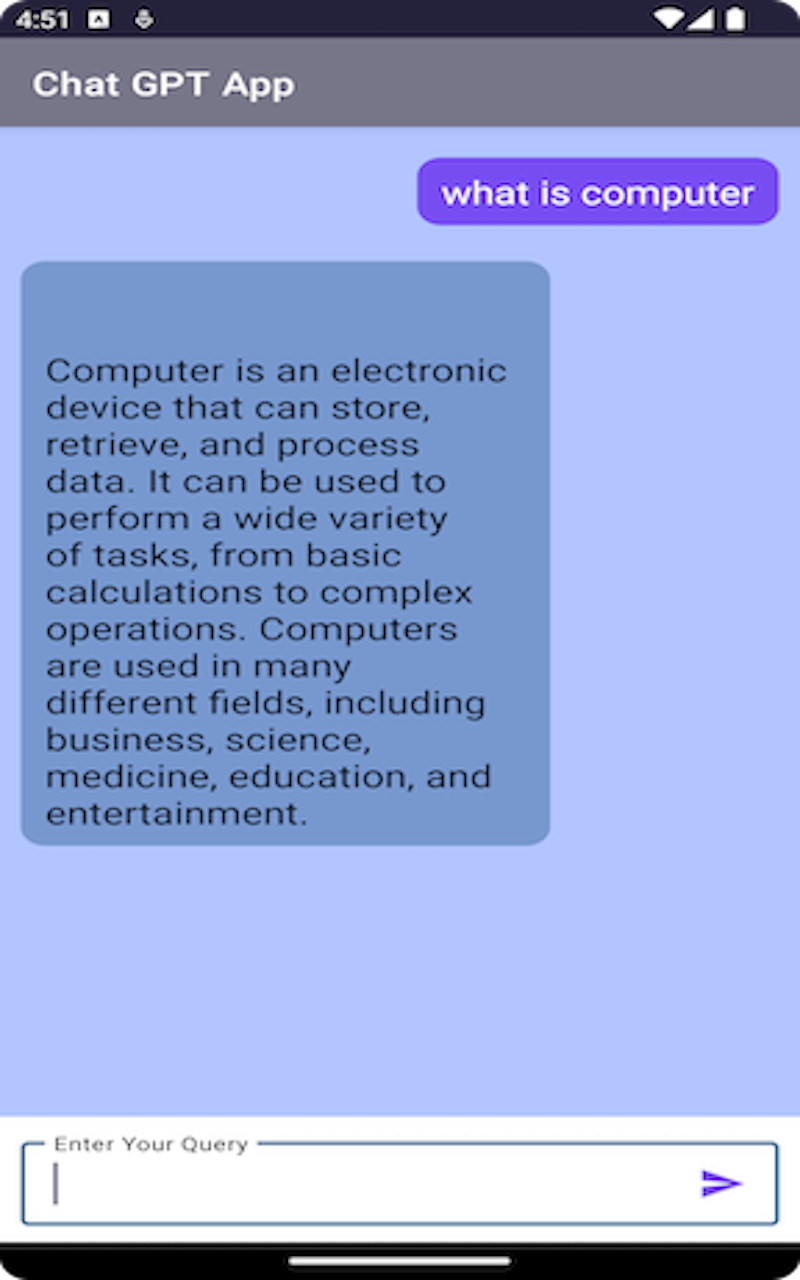 4:51
Chat GPT App
what is computer
Computer is an electronic
device that can store,
retrieve, and process
data. It can be used to
perform a wide variety
of tasks, from basic
calculations to complex
operations. Computers
are used in many
different fields, including
business, science,
medicine, education, and
entertainment.
Enter Your Query